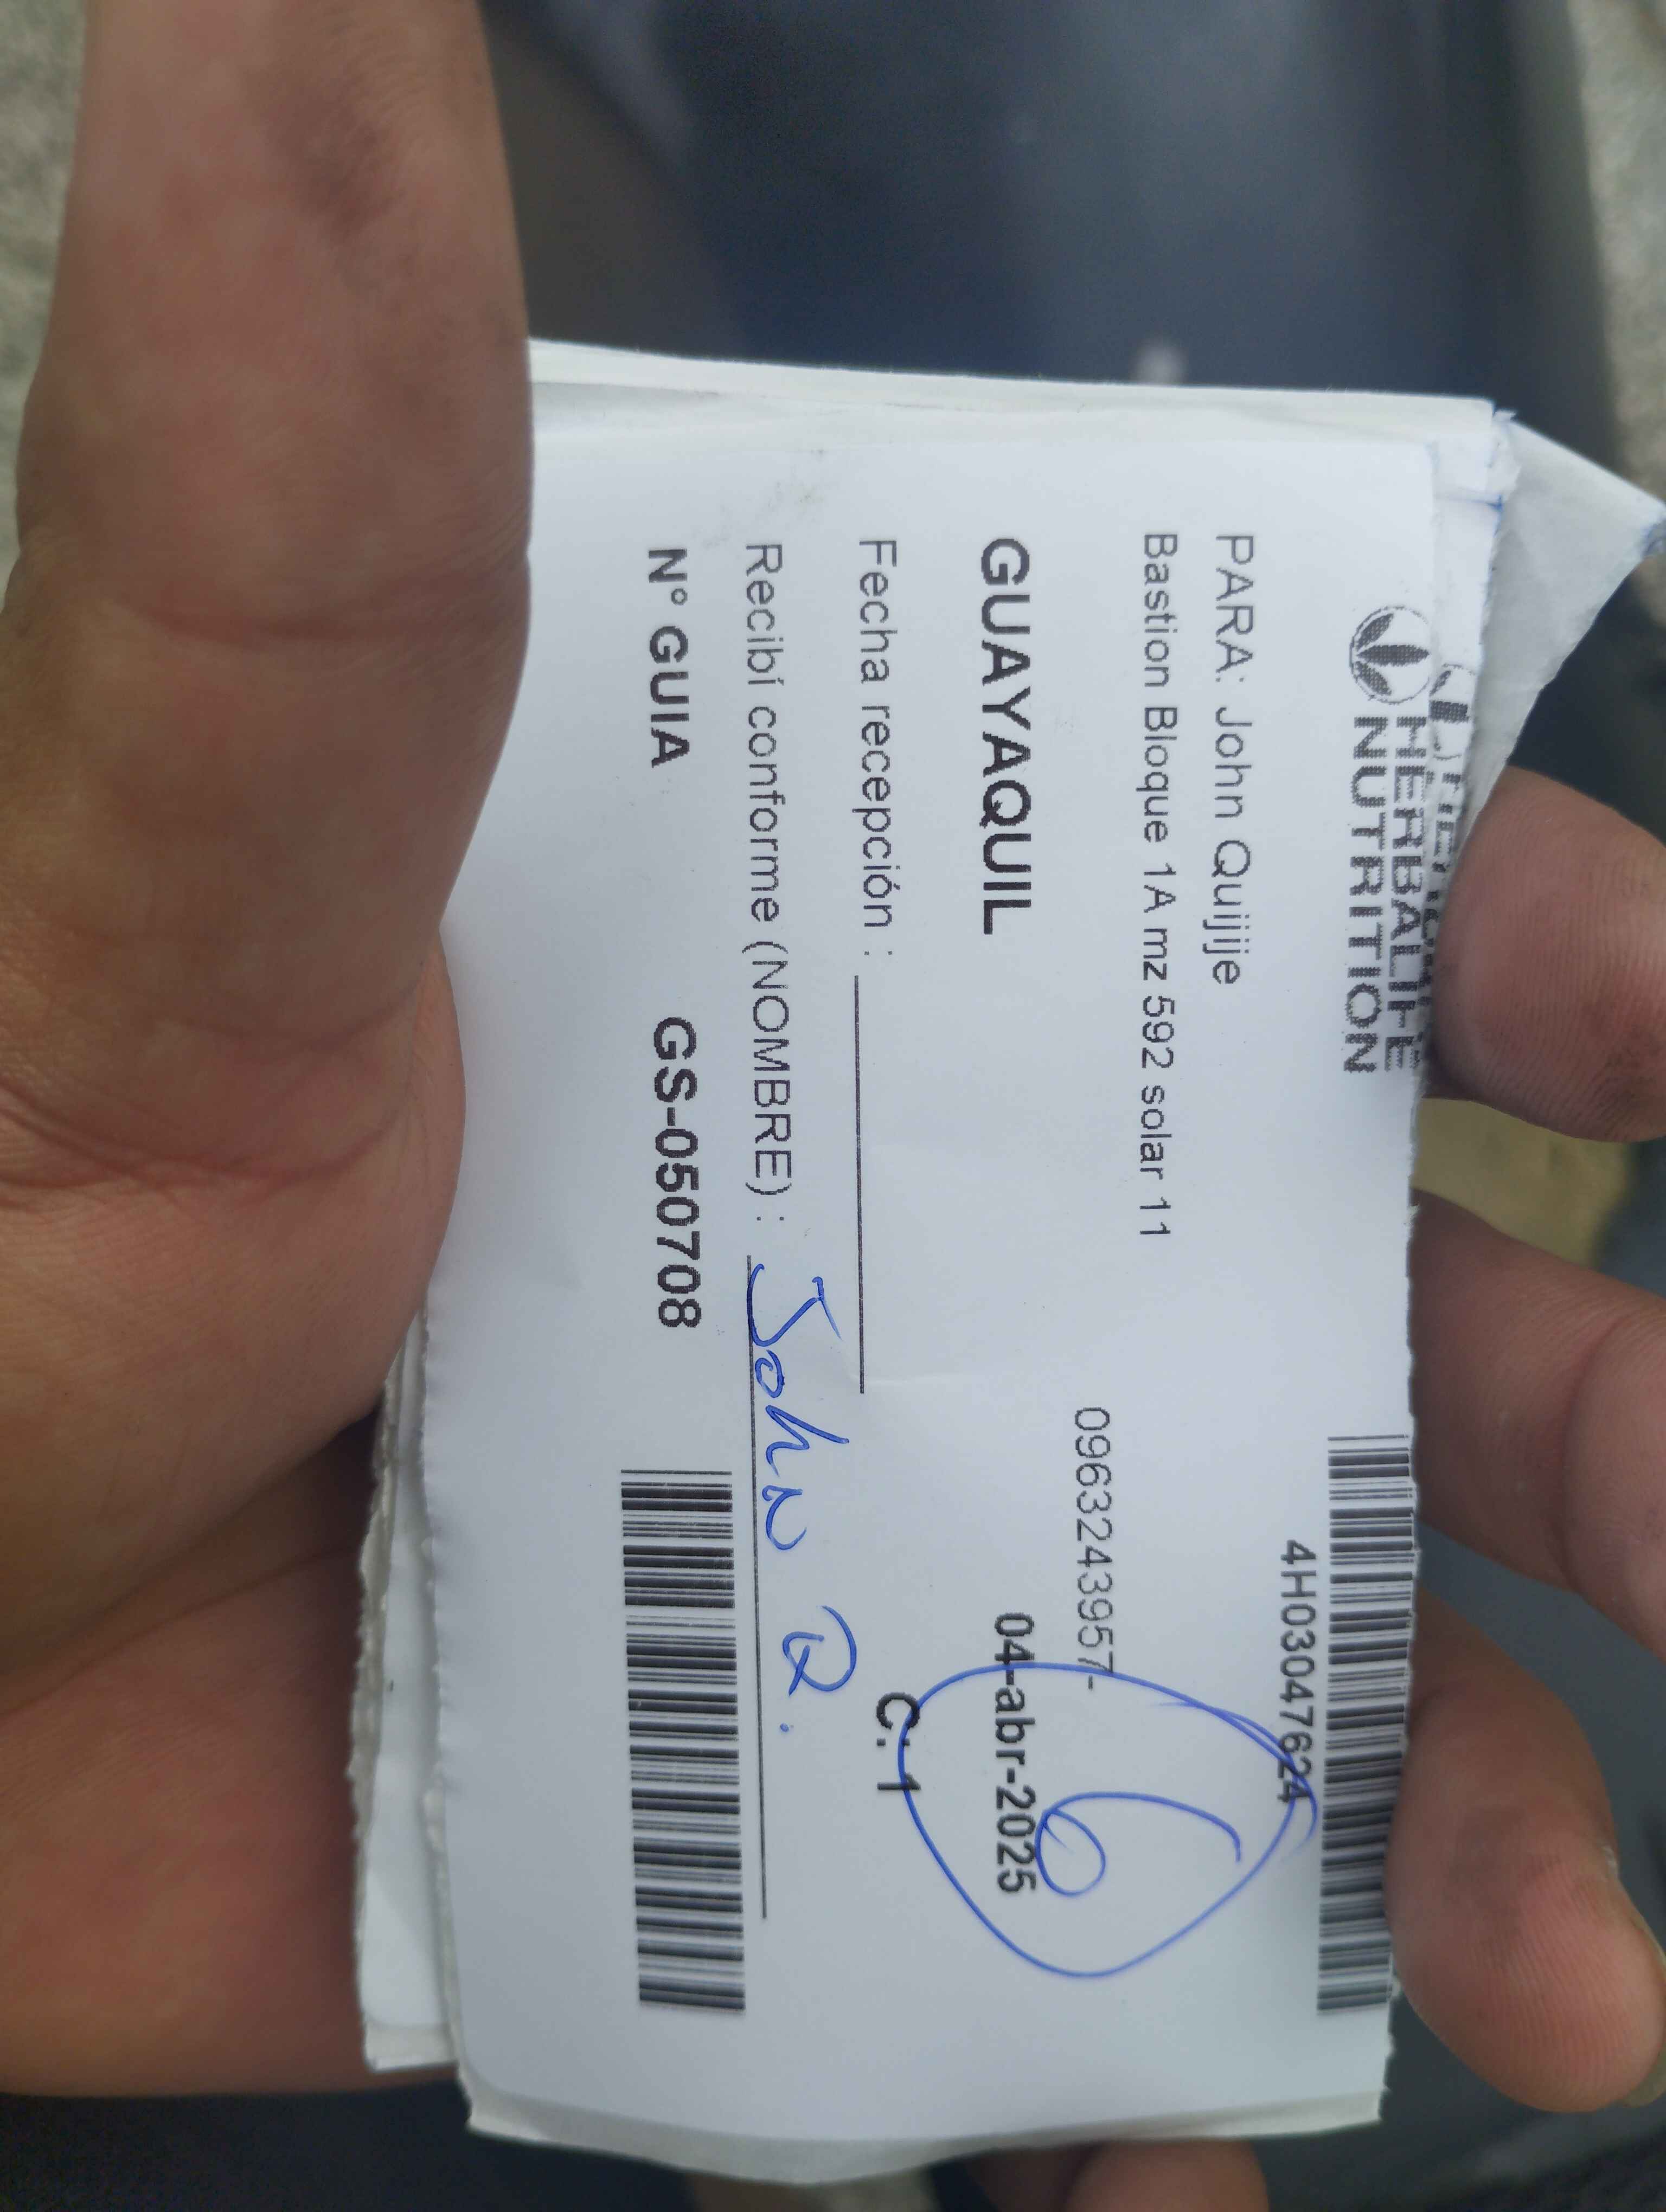 HERBALIFE
NUTRITION
4H03047624
PARA: John Quijije
Bastion Bloque 1A mz 592 solar 11
0963243957-
GUAYAQUIL
04-abr-2025
6
Fecha recepción :
C: 1
Recibí conforme (NOMBRE) : John Q.
N° GUIA GS-050708